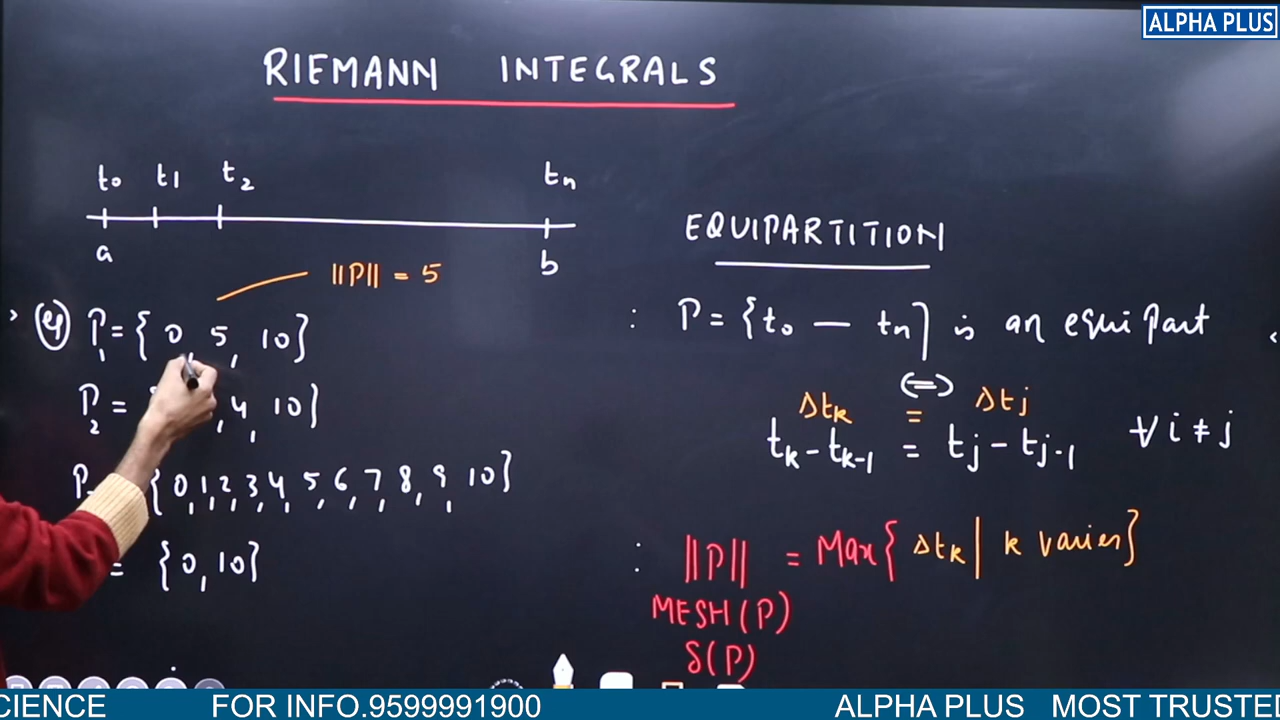 ALPHA PLUS
RIEMANN INTEGRALS
t₀ t₁ t₂ tₙ
a b
||P|| = 5
eg P₁ = { 0, 5, 10}
P₂ = , 4, 10}
P { 0, 1, 2, 3, 4, 5, 6, 7, 8, 9, 10}
= {0, 10}
EQUIPARTITION
: P = {t₀ — tₙ} is an equi part
(⇔)
Δtₖ = Δtⱼ
tₖ - tₖ₋₁ = tⱼ - tⱼ₋₁ ∀ i ≠ j
: ||P|| = Max{ Δtₖ | k varies}
MESH (P)
δ(P)
CIENCE FOR INFO.9599991900 ALPHA PLUS MOST TRUSTE